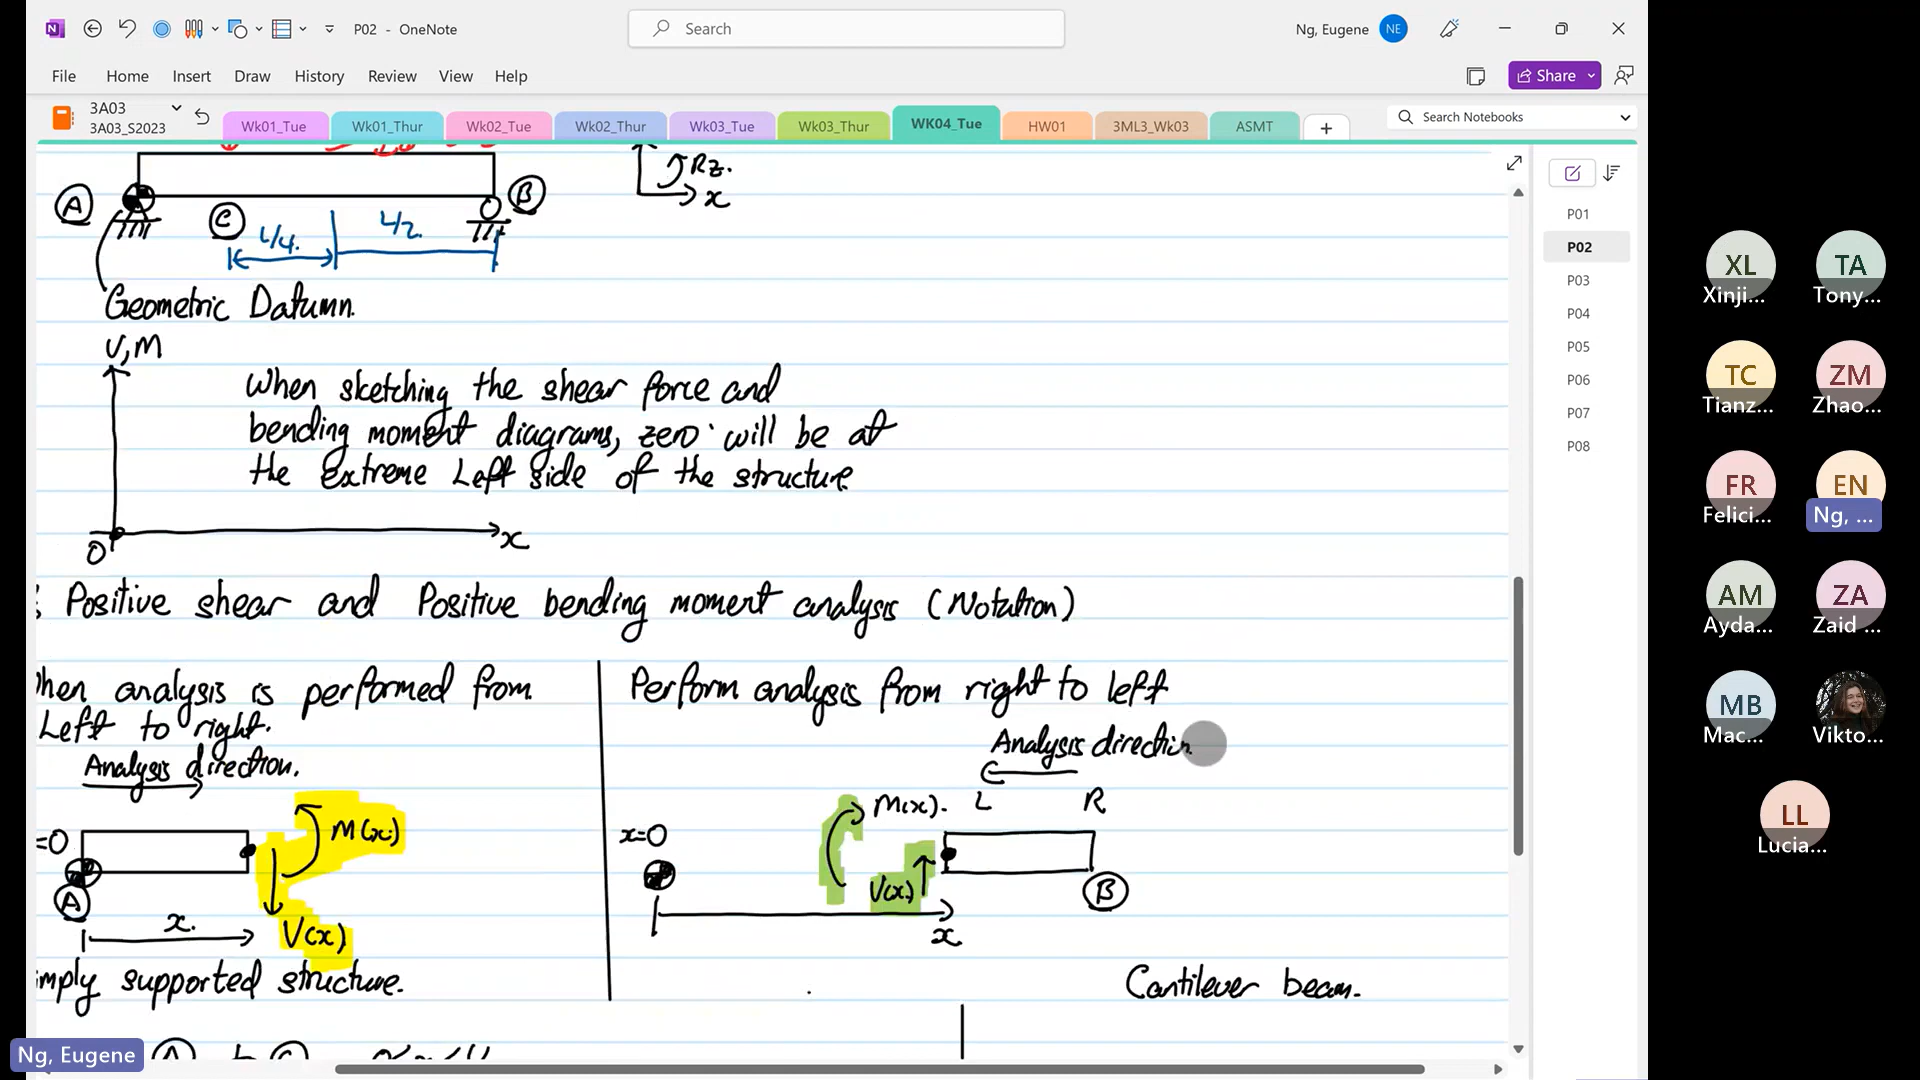 P02 - OneNote
Search
Ng, Eugene
NE
File
Home
Insert
Draw
History
Review
View
Help
Share
3A03
3A03_S2023
Wk01_Tue
Wk01_Thur
Wk02_Tue
Wk02_Thur
Wk03_Tue
Wk03_Thur
WK04_Tue
HW01
3ML3_Wk03
ASMT
+
Search Notebooks
P01
P02
P03
P04
P05
P06
P07
P08
Rz.
x
A
C
B
L/4.
L/2.
Geometric Datumn.
V, M
When sketching the shear force and
bending moment diagrams, zero will be at
the extreme Left side of the structure.
0
x
: Positive shear and Positive bending moment analysis (Notation)
When analysis is performed from
Left to right.
Analysis direction.
=0
M(x)
A
x.
V(x)
imply supported structure.
Perform analysis from right to left
Analysis directin
L
R
M(x).
x=0
V(x)
B
x
Cantilever beam.
Ng, Eugene
XL
Xinji...
TA
Tony...
TC
Tianz...
ZM
Zhao...
FR
Felici...
EN
Ng, ...
AM
Ayda...
ZA
Zaid ...
MB
Mac...
Vikto...
LL
Lucia...